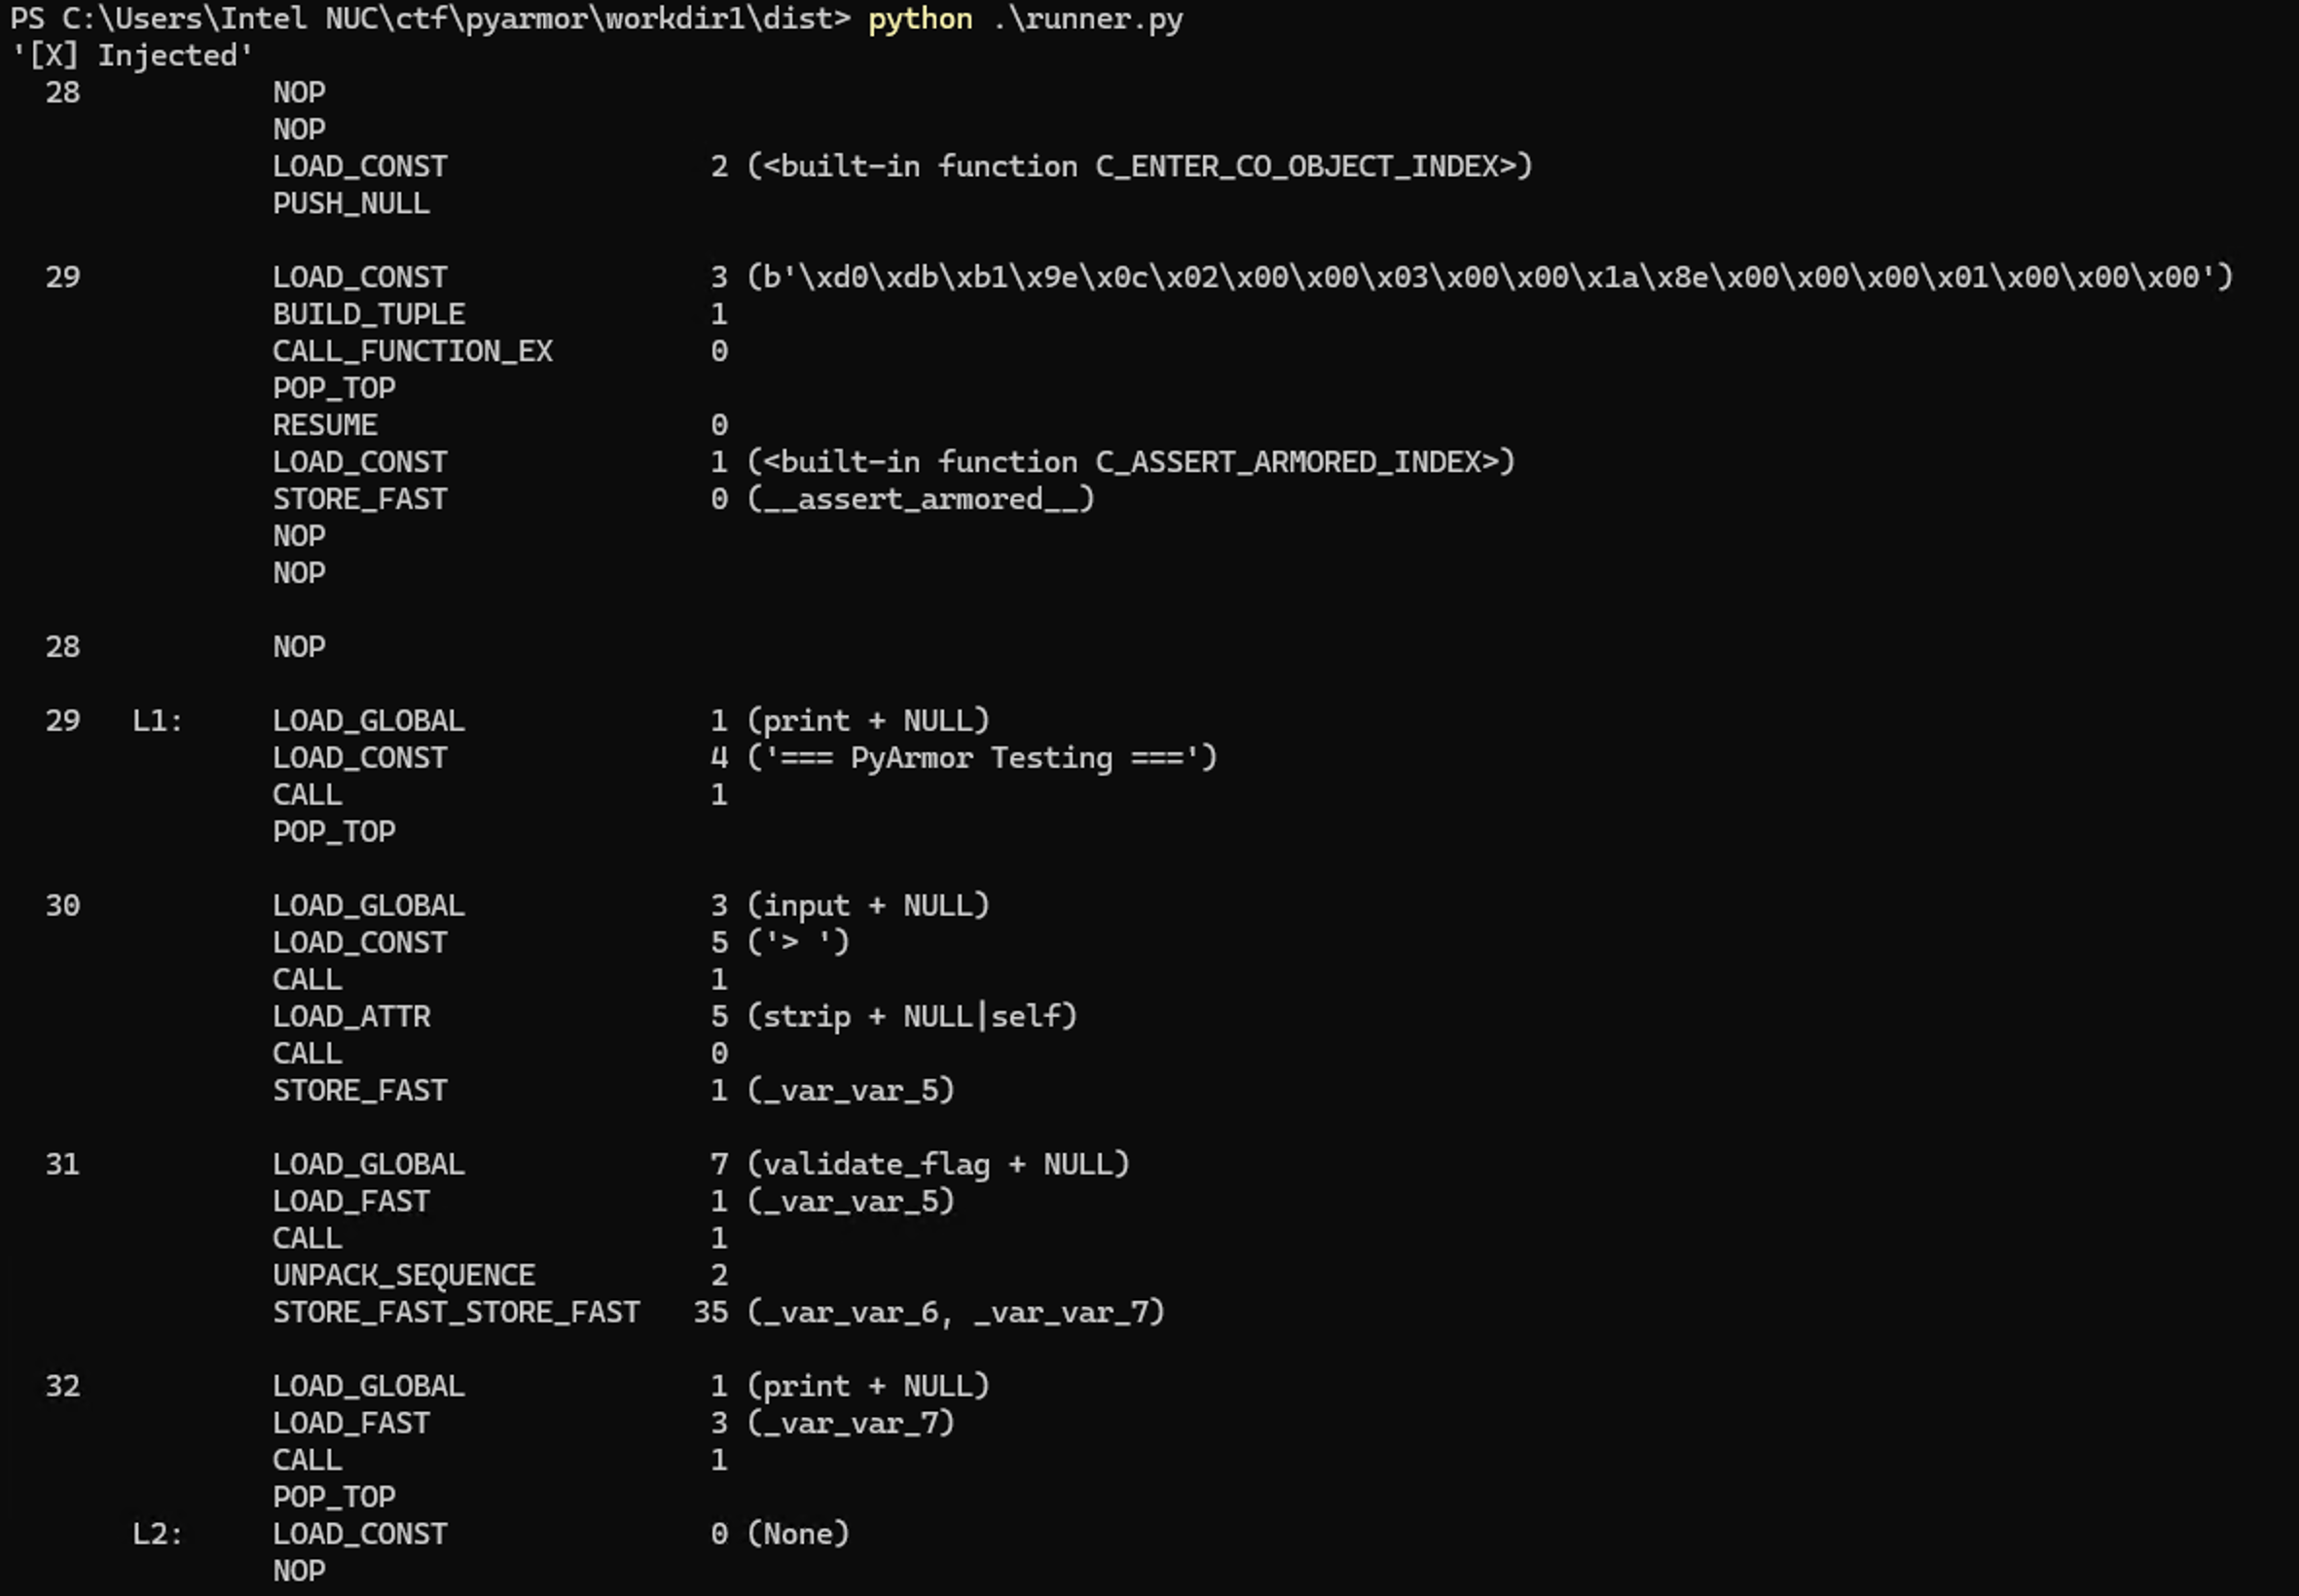 PS C:\Users\Intel NUC\ctf\pyarmor\workdir1\dist> python .\runner.py
'[X] Injected'
28 NOP
NOP
LOAD_CONST 2 (<built-in function C_ENTER_CO_OBJECT_INDEX>)
PUSH_NULL
29 LOAD_CONST 3 (b'\xd0\xdb\xb1\x9e\x0c\x02\x00\x00\x03\x00\x00\x1a\x8e\x00\x00\x00\x01\x00\x00\x00')
BUILD_TUPLE 1
CALL_FUNCTION_EX 0
POP_TOP
RESUME 0
LOAD_CONST 1 (<built-in function C_ASSERT_ARMORED_INDEX>)
STORE_FAST 0 (__assert_armored__)
NOP
NOP
28 NOP
29 L1: LOAD_GLOBAL 1 (print + NULL)
LOAD_CONST 4 ('=== PyArmor Testing ===')
CALL 1
POP_TOP
30 LOAD_GLOBAL 3 (input + NULL)
LOAD_CONST 5 ('> ')
CALL 1
LOAD_ATTR 5 (strip + NULL|self)
CALL 0
STORE_FAST 1 (_var_var_5)
31 LOAD_GLOBAL 7 (validate_flag + NULL)
LOAD_FAST 1 (_var_var_5)
CALL 1
UNPACK_SEQUENCE 2
STORE_FAST_STORE_FAST 35 (_var_var_6, _var_var_7)
32 LOAD_GLOBAL 1 (print + NULL)
LOAD_FAST 3 (_var_var_7)
CALL 1
POP_TOP
L2: LOAD_CONST 0 (None)
NOP